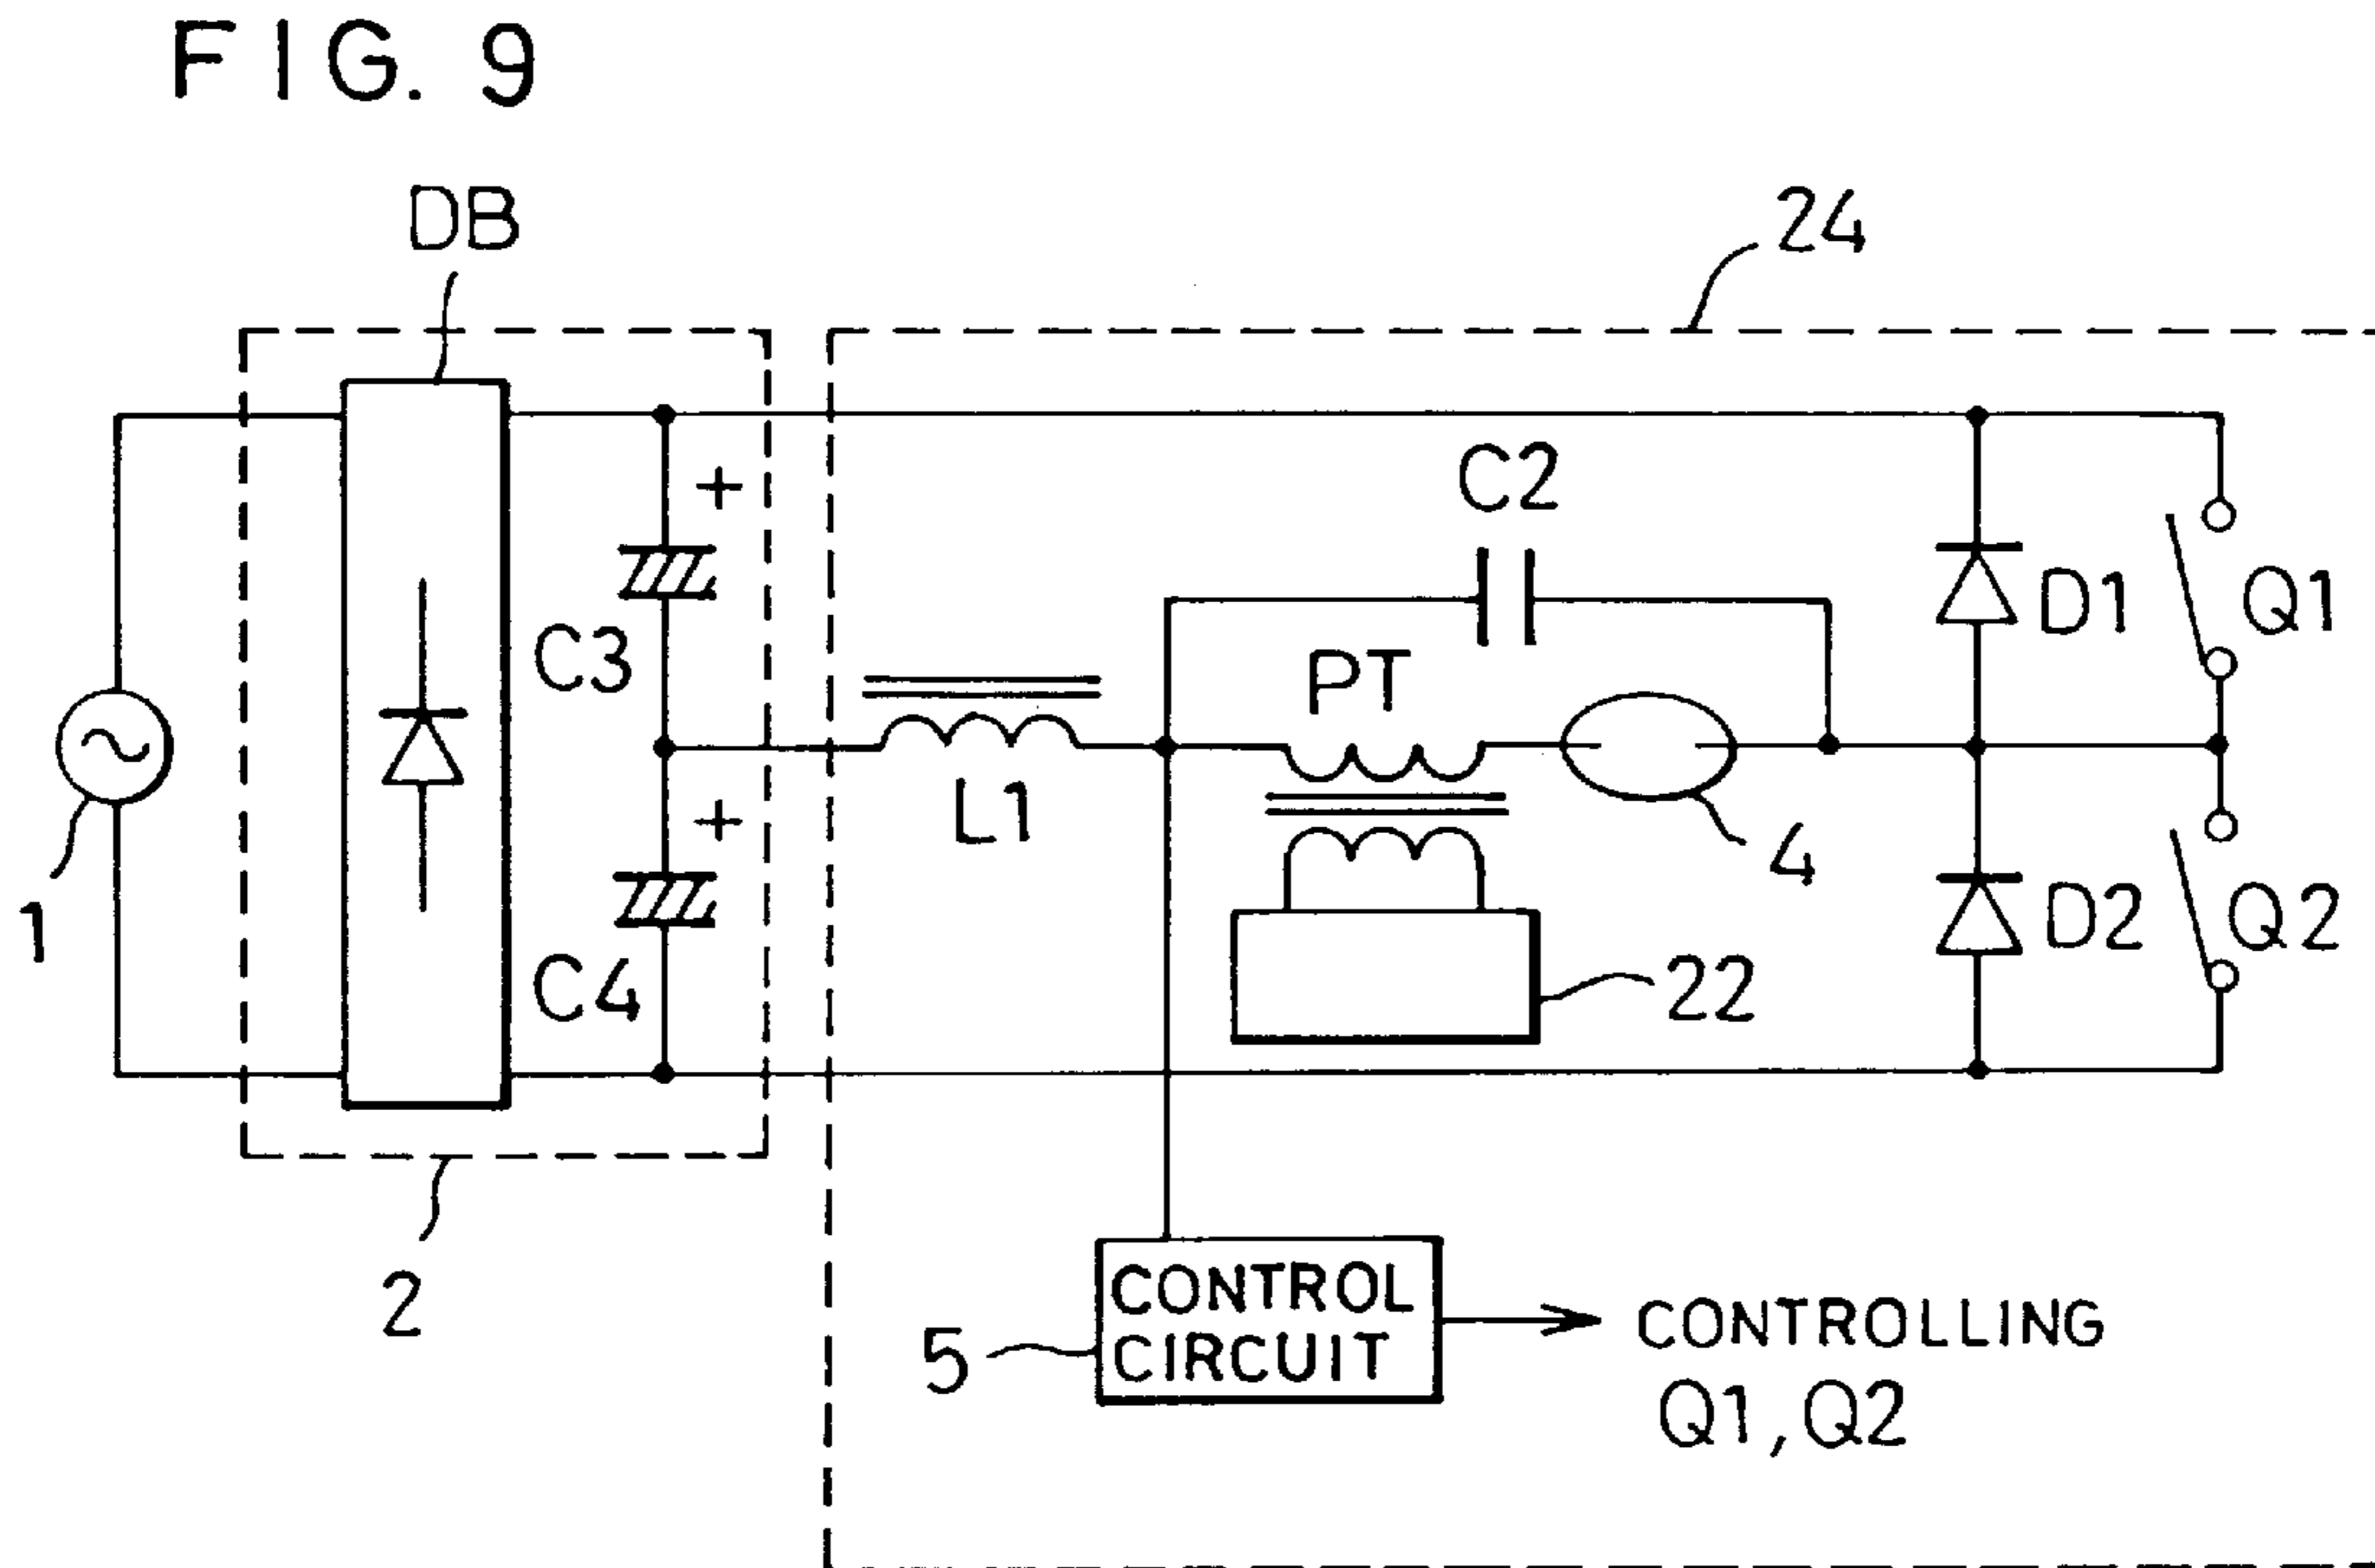 FIG. 9
DB
24
C2
+
D1
Q1
C3
PT
L1
+
4
1
D2
Q2
C4
22
2
CONTROL
CIRCUIT
5
CONTROLLING
Q1, Q2